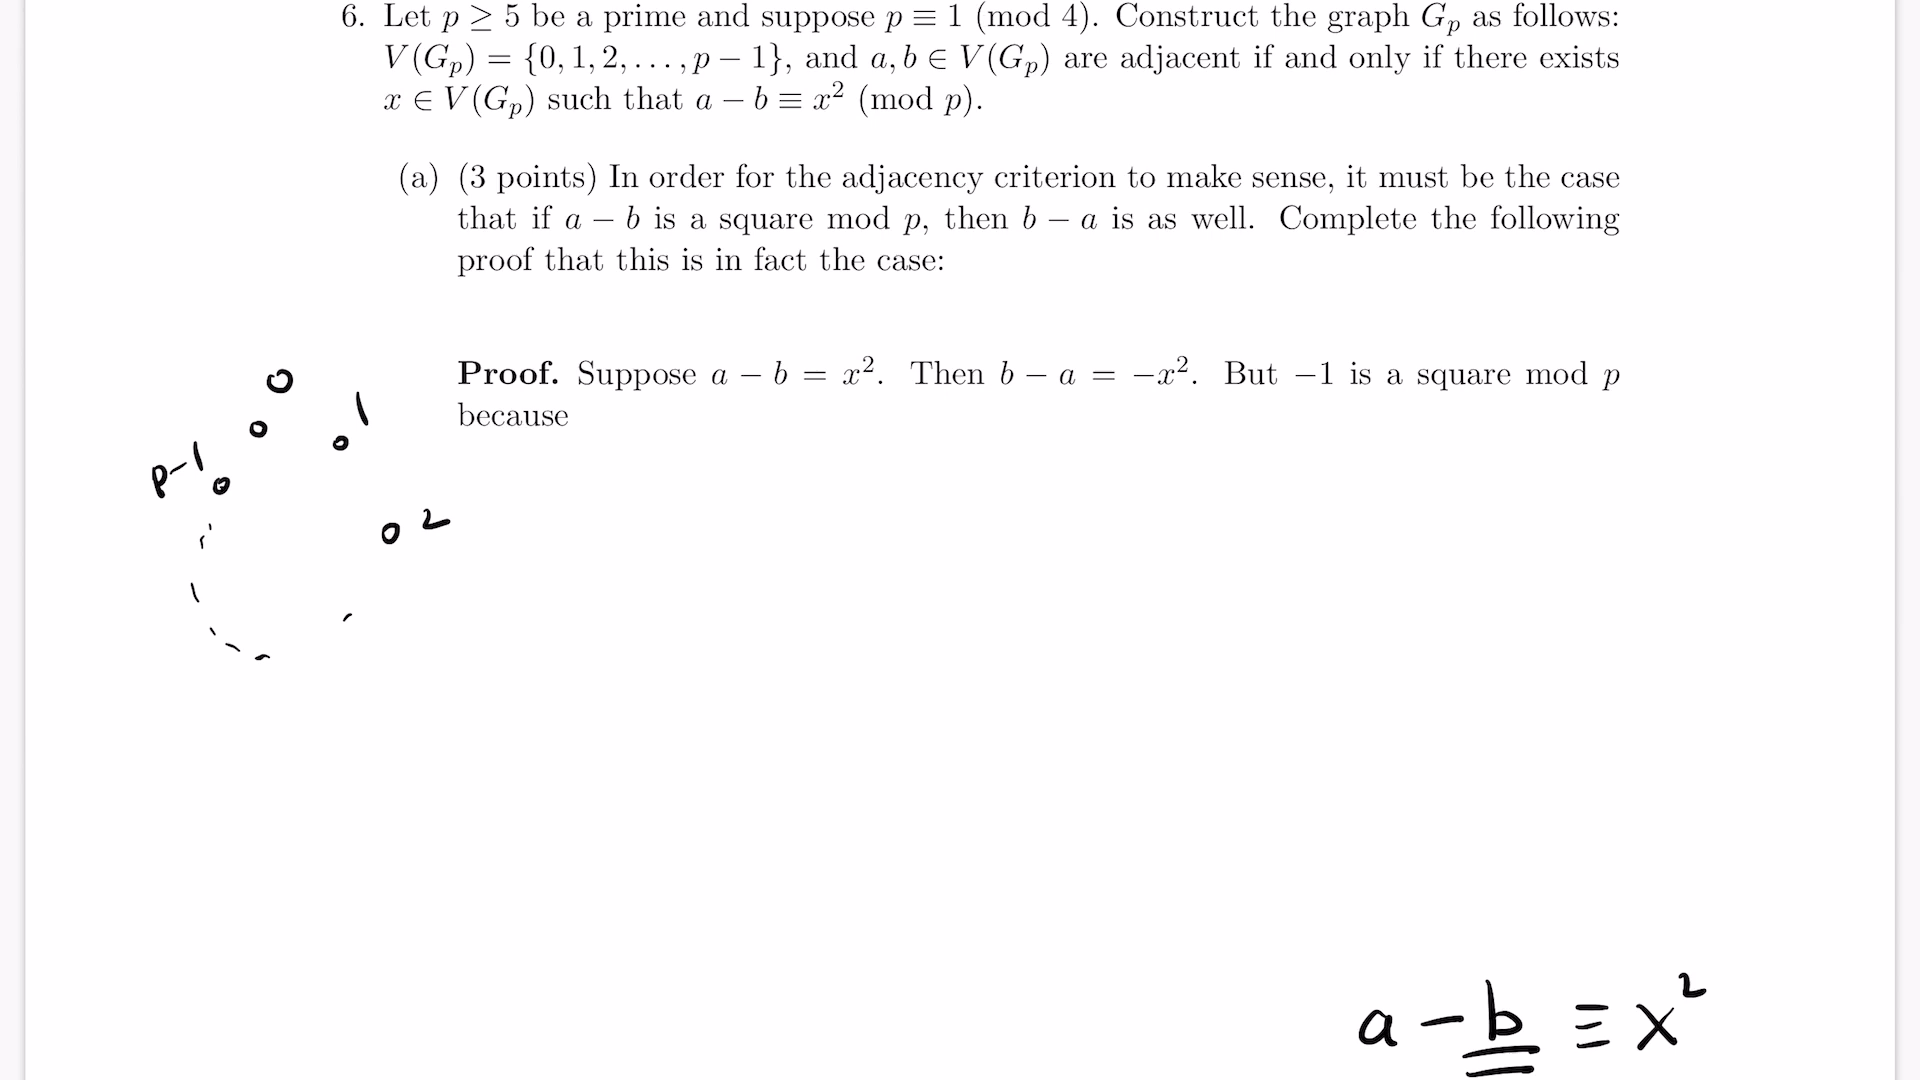 6. Let p ≥ 5 be a prime and suppose p ≡ 1 (mod 4). Construct the graph Gₚ as follows:
V(Gₚ) = {0, 1, 2, . . . , p − 1}, and a, b ∈ V(Gₚ) are adjacent if and only if there exists
x ∈ V(Gₚ) such that a − b ≡ x² (mod p).
(a) (3 points) In order for the adjacency criterion to make sense, it must be the case
that if a − b is a square mod p, then b − a is as well. Complete the following
proof that this is in fact the case:
Proof. Suppose a − b = x². Then b − a = −x². But −1 is a square mod p
because
0
1
p-1
2
a - b ≡ x²